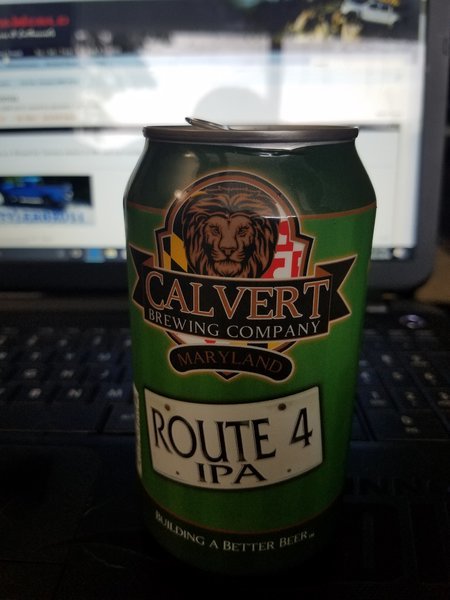 CALVERT
BREWING COMPANY
MARYLAND
ROUTE 4
IPA
BUILDING A BETTER BEER